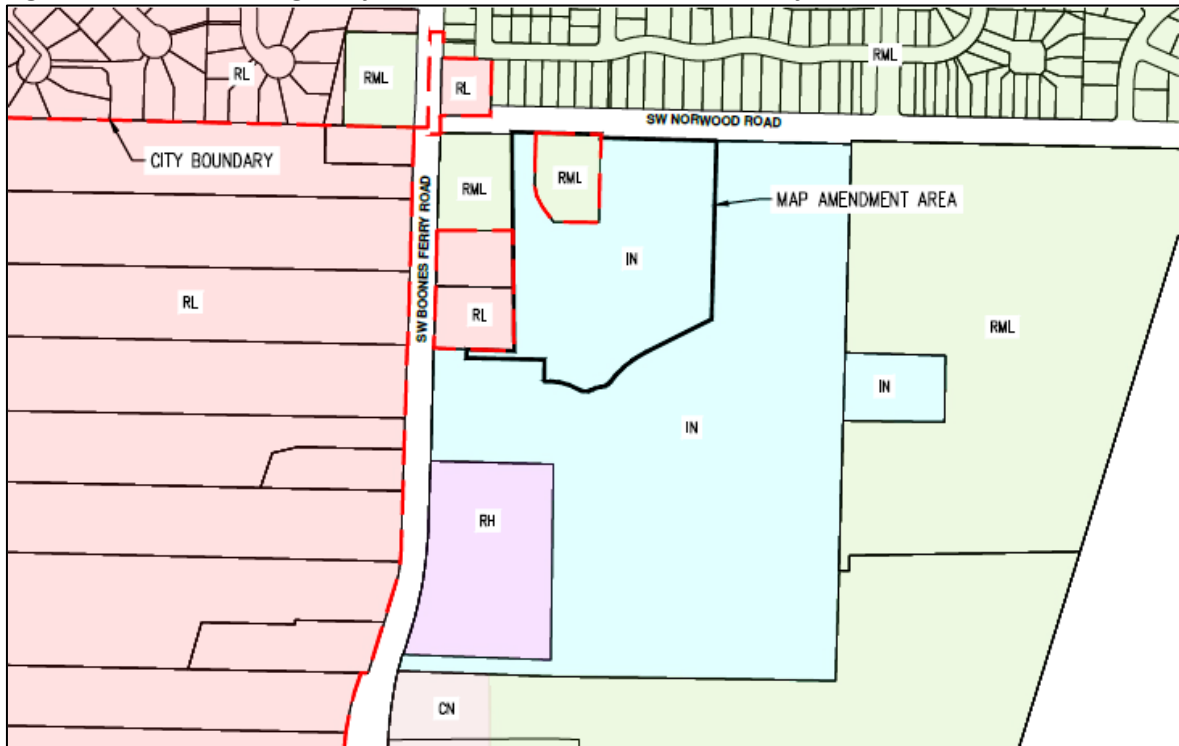 RML
RL
RML
RL
SW NORWOOD ROAD
CITY BOUNDARY
RML
RML
MAP AMENDMENT AREA
SW BOONES FERRY ROAD
IN
RL
RL
RML
IN
IN
RH
CN